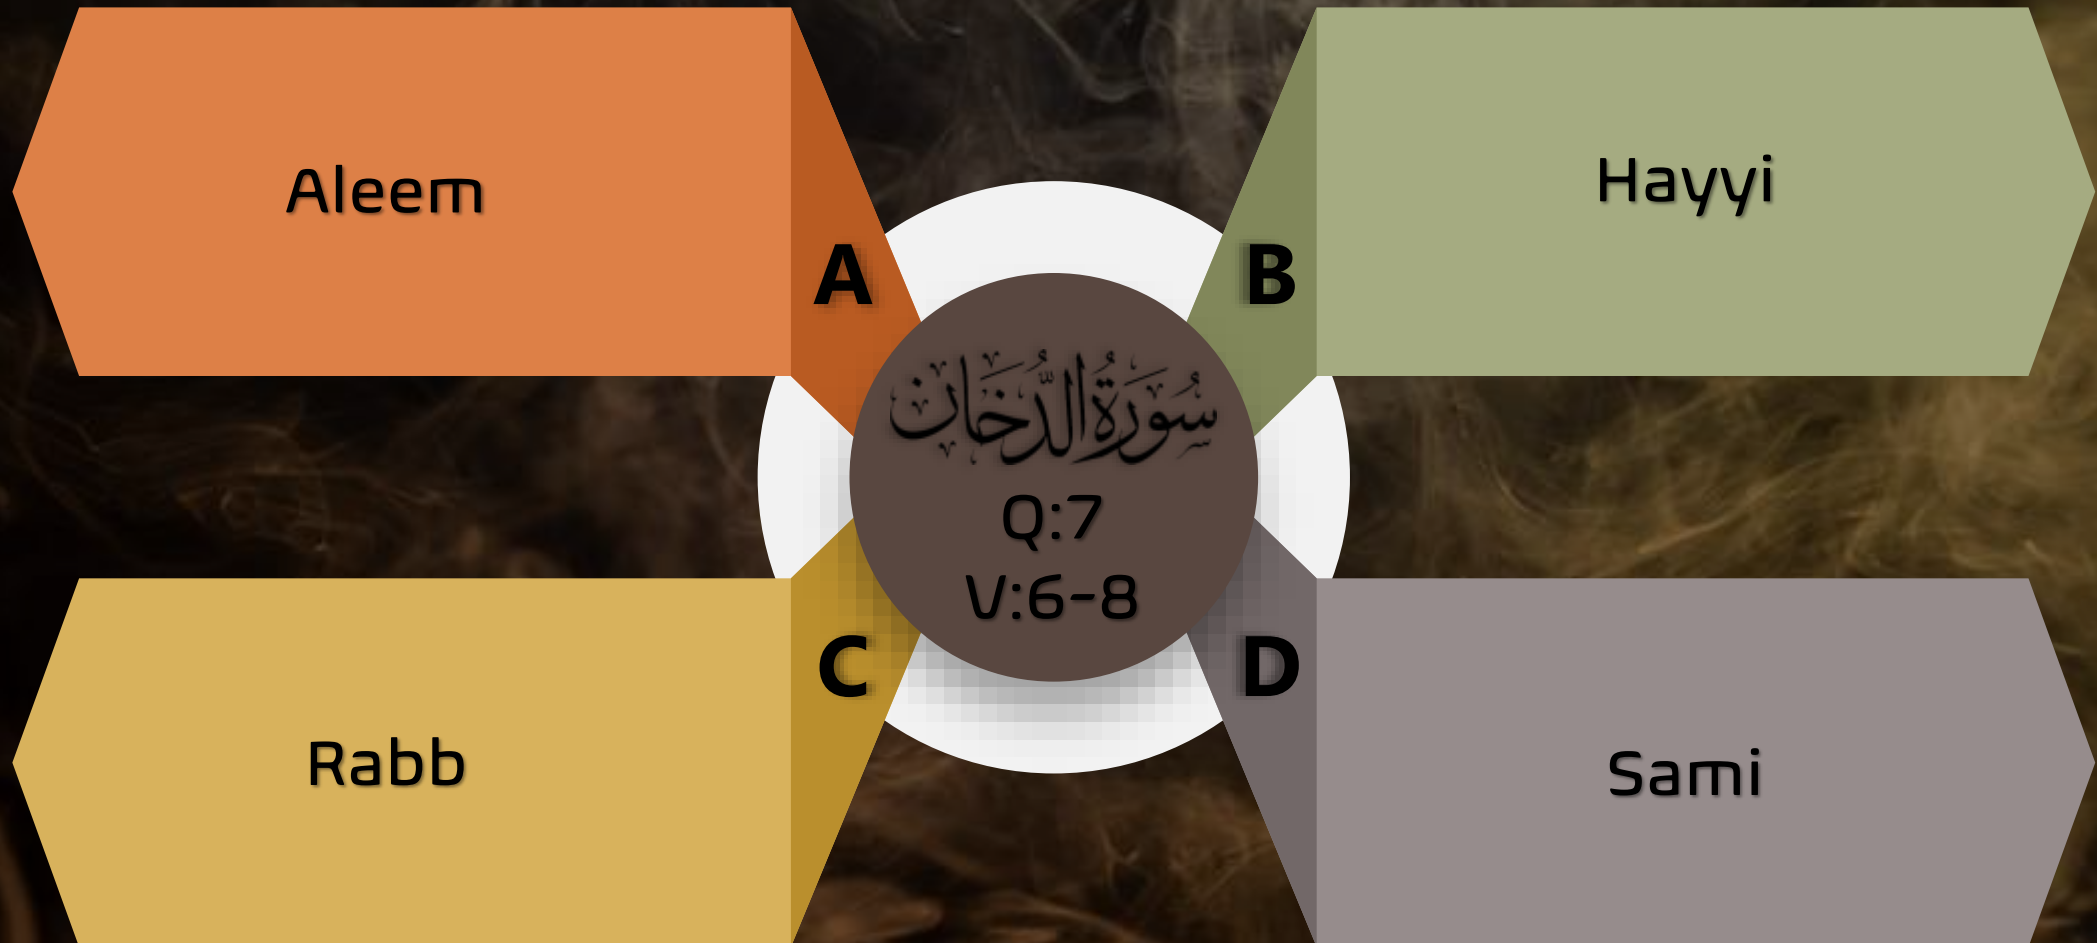 Aleem
A
B
Hayyi
سُورَةُ الدُّخَان
Q:7
V:6-8
Rabb
C
D
Sami